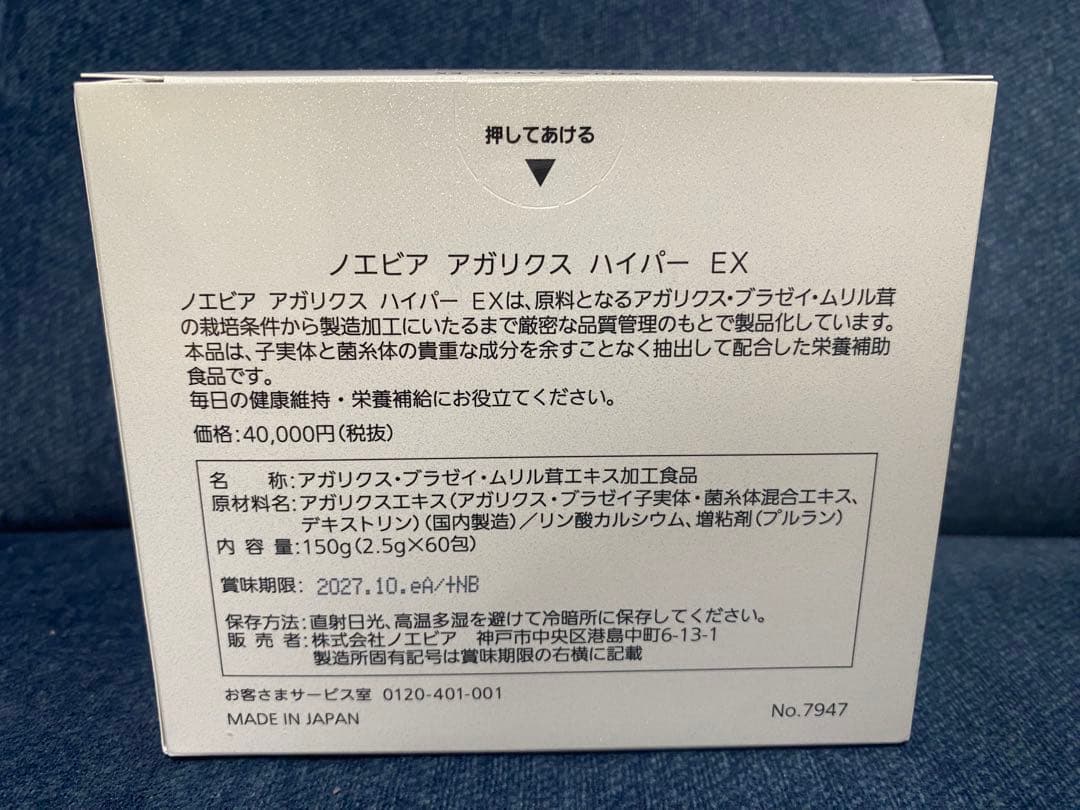 押してあける
▼
ノエビア アガリクス ハイパー EX
ノエビア アガリクス ハイパー EXは、原料となるアガリクス・ブラゼイ・ムリル茸
の栽培条件から製造加工にいたるまで厳密な品質管理のもとで製品化しています。
本品は、子実体と菌糸体の貴重な成分を余すことなく抽出して配合した栄養補助
食品です。
毎日の健康維持・栄養補給にお役立てください。
価格:40,000円(税抜)
名 称:アガリクス・ブラゼイ・ムリル茸エキス加工食品
原材料名:アガリクスエキス(アガリクス・ブラゼイ子実体・菌糸体混合エキス、
デキストリン)(国内製造)/リン酸カルシウム、増粘剤(プルラン)
内 容 量:150g(2.5g×60包)
賞味期限: 2027.10.eA/+NB
保存方法:直射日光、高温多湿を避けて冷暗所に保存してください。
販 売 者:株式会社ノエビア 神戸市中央区港島中町6-13-1
製造所固有記号は賞味期限の右横に記載
お客さまサービス室 0120-401-001
MADE IN JAPAN
No.7947